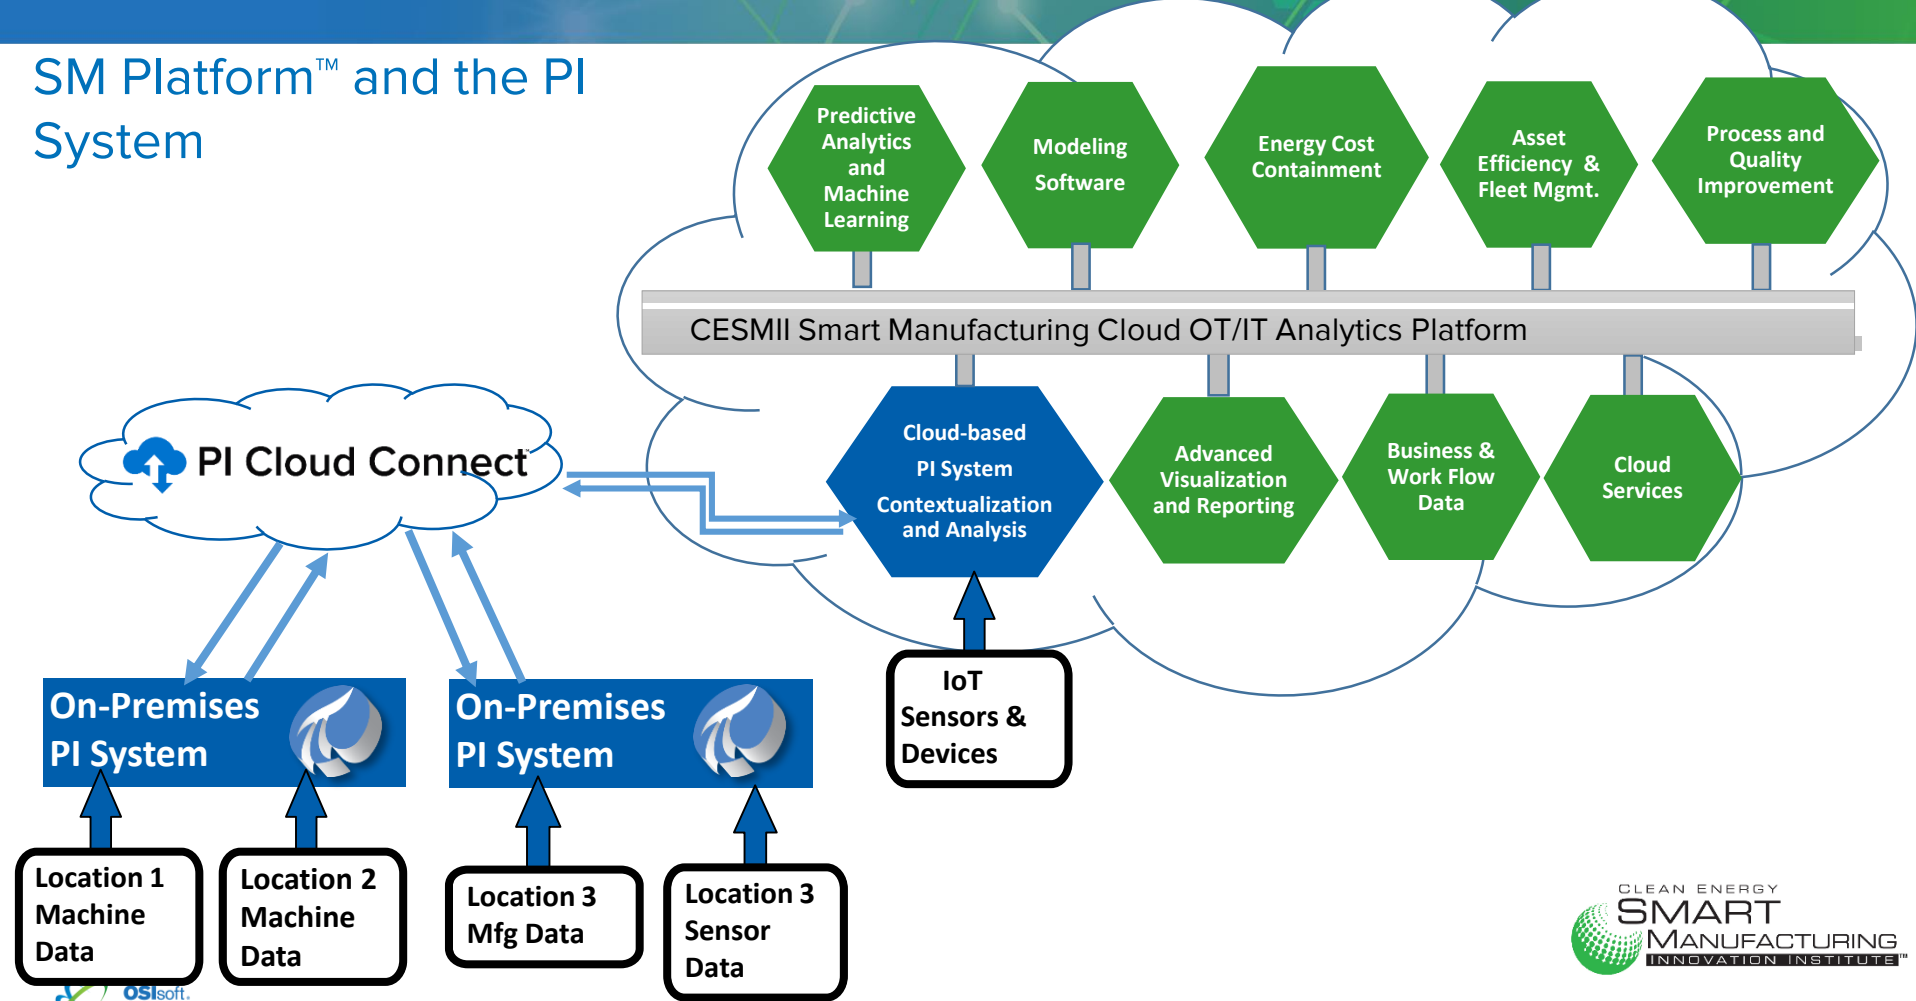 SM Platform™ and the PI
System
Predictive
Analytics
and
Machine
Learning
Modeling
Software
Energy Cost
Containment
Asset
Efficiency & 
Fleet Mgmt.
Process and
Quality
Improvement
CESMII Smart Manufacturing Cloud OT/IT Analytics Platform
PI Cloud Connect™
Cloud-based
PI System
Contextualization
and Analysis
Advanced
Visualization
and Reporting
Business &
Work Flow
Data
Cloud
Services
On-Premises
PI System
On-Premises
PI System
IoT
Sensors &
Devices
Location 1
Machine
Data
Location 2
Machine
Data
Location 3
Mfg Data
Location 3
Sensor
Data
CLEAN ENERGY
SMART
MANUFACTURING
INNOVATION INSTITUTE™
OSIsoft.